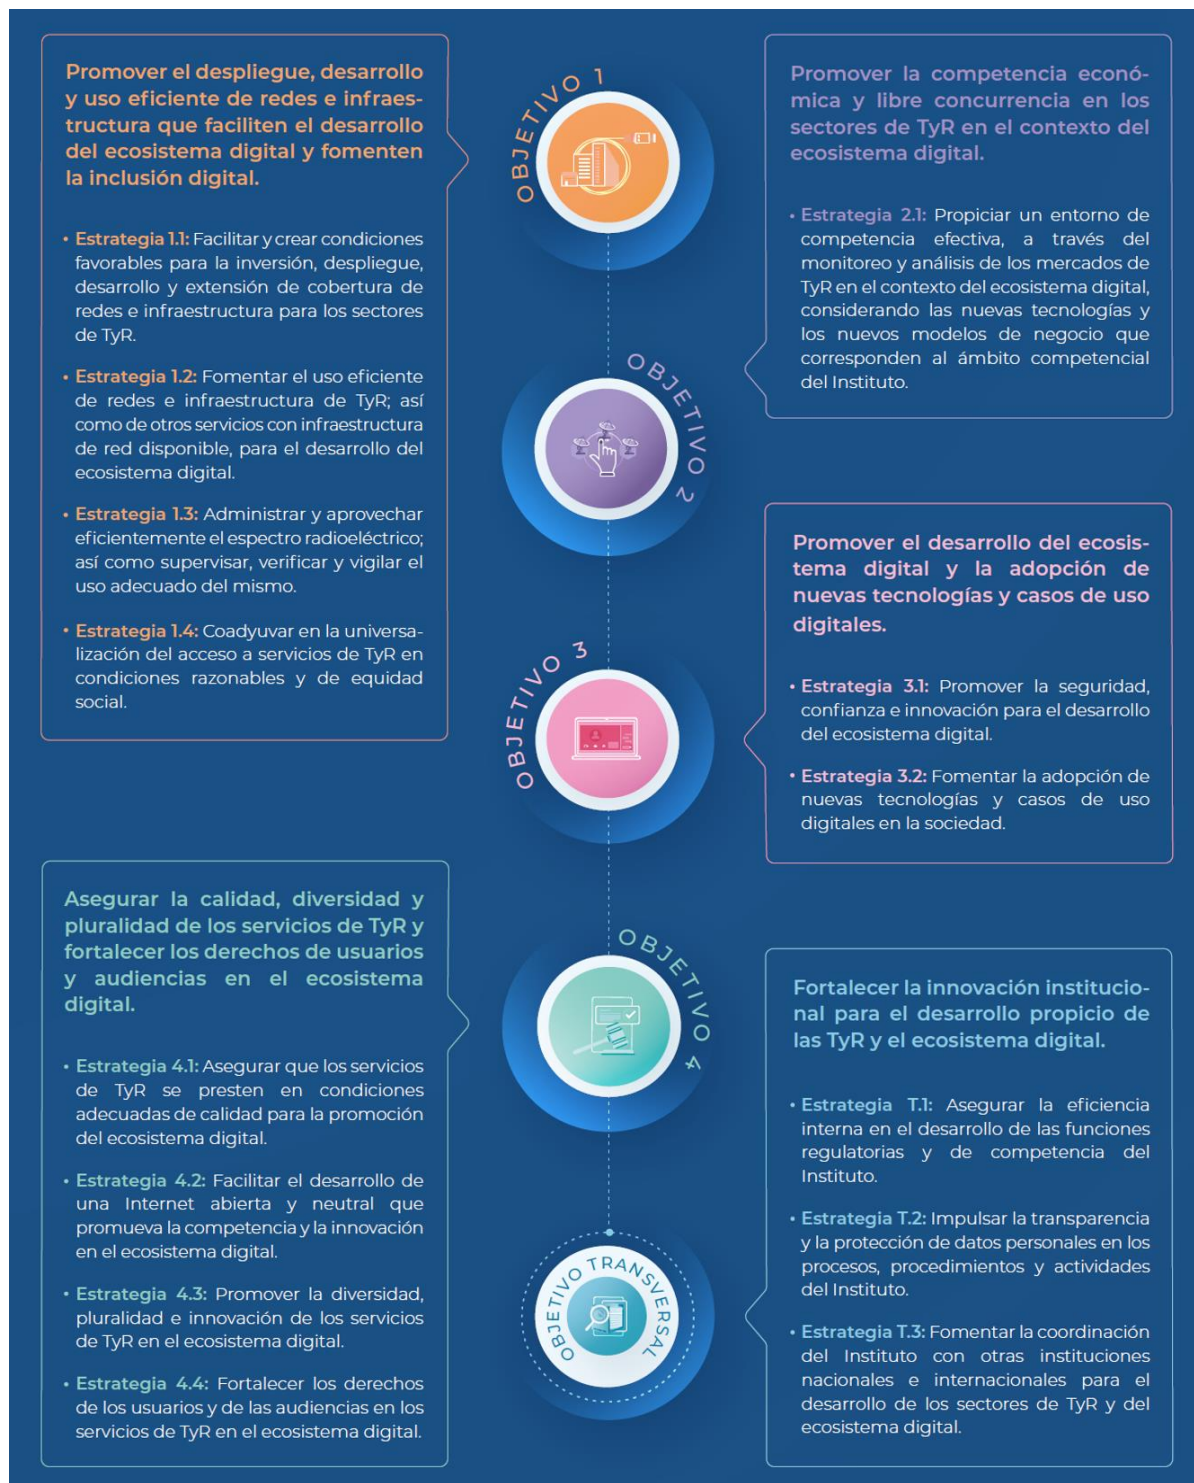 OBJETIVO 1
Promover el despliegue, desarrollo
y uso eficiente de redes e infraes-
tructura que faciliten el desarrollo
del ecosistema digital y fomenten
la inclusión digital.
• Estrategia 1.1: Facilitar y crear condiciones
favorables para la inversión, despliegue,
desarrollo y extensión de cobertura de
redes e infraestructura para los sectores
de TyR.
• Estrategia 1.2: Fomentar el uso eficiente
de redes e infraestructura de TyR; así
como de otros servicios con infraestructura
de red disponible, para el desarrollo del
ecosistema digital.
• Estrategia 1.3: Administrar y aprovechar
eficientemente el espectro radioeléctrico;
así como supervisar, verificar y vigilar el
uso adecuado del mismo.
• Estrategia 1.4: Coadyuvar en la universa-
lización del acceso a servicios de TyR en
condiciones razonables y de equidad
social.
OBJETIVO 2
Promover la competencia econó-
mica y libre concurrencia en los
sectores de TyR en el contexto del
ecosistema digital.
• Estrategia 2.1: Propiciar un entorno de
competencia efectiva, a través del
monitoreo y análisis de los mercados de
TyR en el contexto del ecosistema digital,
considerando las nuevas tecnologías y
los nuevos modelos de negocio que
corresponden al ámbito competencial
del Instituto.
OBJETIVO 3
Promover el desarrollo del ecosis-
tema digital y la adopción de
nuevas tecnologías y casos de uso
digitales.
• Estrategia 3.1: Promover la seguridad,
confianza e innovación para el desarrollo
del ecosistema digital.
• Estrategia 3.2: Fomentar la adopción de
nuevas tecnologías y casos de uso
digitales en la sociedad.
OBJETIVO 4
Asegurar la calidad, diversidad y
pluralidad de los servicios de TyR y
fortalecer los derechos de usuarios
y audiencias en el ecosistema
digital.
• Estrategia 4.1: Asegurar que los servicios
de TyR se presten en condiciones
adecuadas de calidad para la promoción
del ecosistema digital.
• Estrategia 4.2: Facilitar el desarrollo de
una Internet abierta y neutral que
promueva la competencia y la innovación
en el ecosistema digital.
• Estrategia 4.3: Promover la diversidad,
pluralidad e innovación de los servicios
de TyR en el ecosistema digital.
• Estrategia 4.4: Fortalecer los derechos
de los usuarios y de las audiencias en los
servicios de TyR en el ecosistema digital.
OBJETIVO TRANSVERSAL
Fortalecer la innovación institucio-
nal para el desarrollo propicio de
las TyR y el ecosistema digital.
• Estrategia T.1: Asegurar la eficiencia
interna en el desarrollo de las funciones
regulatorias y de competencia del
Instituto.
• Estrategia T.2: Impulsar la transparencia
y la protección de datos personales en los
procesos, procedimientos y actividades
del Instituto.
• Estrategia T.3: Fomentar la coordinación
del Instituto con otras instituciones
nacionales e internacionales para el
desarrollo de los sectores de TyR y del
ecosistema digital.